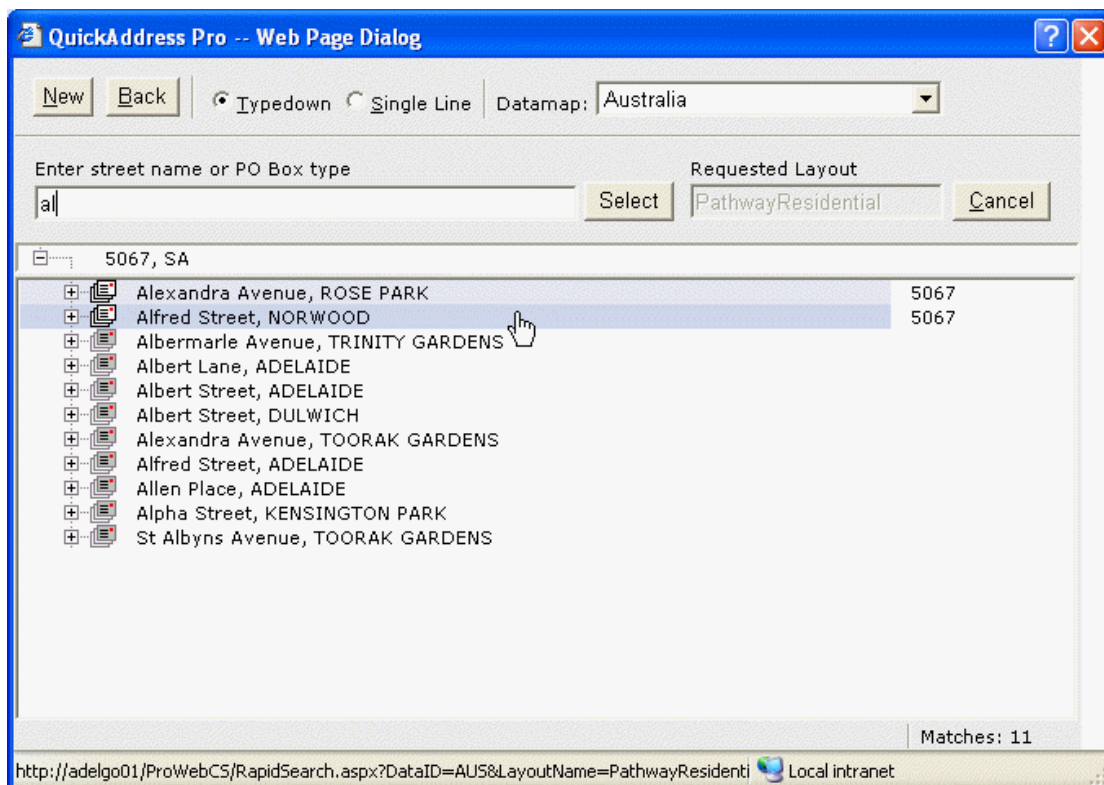 QuickAddress Pro -- Web Page Dialog
New Back Typedown Single Line Datamap: Australia
Enter street name or PO Box type Requested Layout
al Select PathwayResidential Cancel
5067, SA
Alexandra Avenue, ROSE PARK 5067
Alfred Street, NORWOOD 5067
Albermarle Avenue, TRINITY GARDENS
Albert Lane, ADELAIDE
Albert Street, ADELAIDE
Albert Street, DULWICH
Alexandra Avenue, TOORAK GARDENS
Alfred Street, ADELAIDE
Allen Place, ADELAIDE
Alpha Street, KENSINGTON PARK
St Albyns Avenue, TOORAK GARDENS
Matches: 11
http://adelgo01/ProWebCS/RapidSearch.aspx?DataID=AUS&LayoutName=PathwayResidenti Local intranet